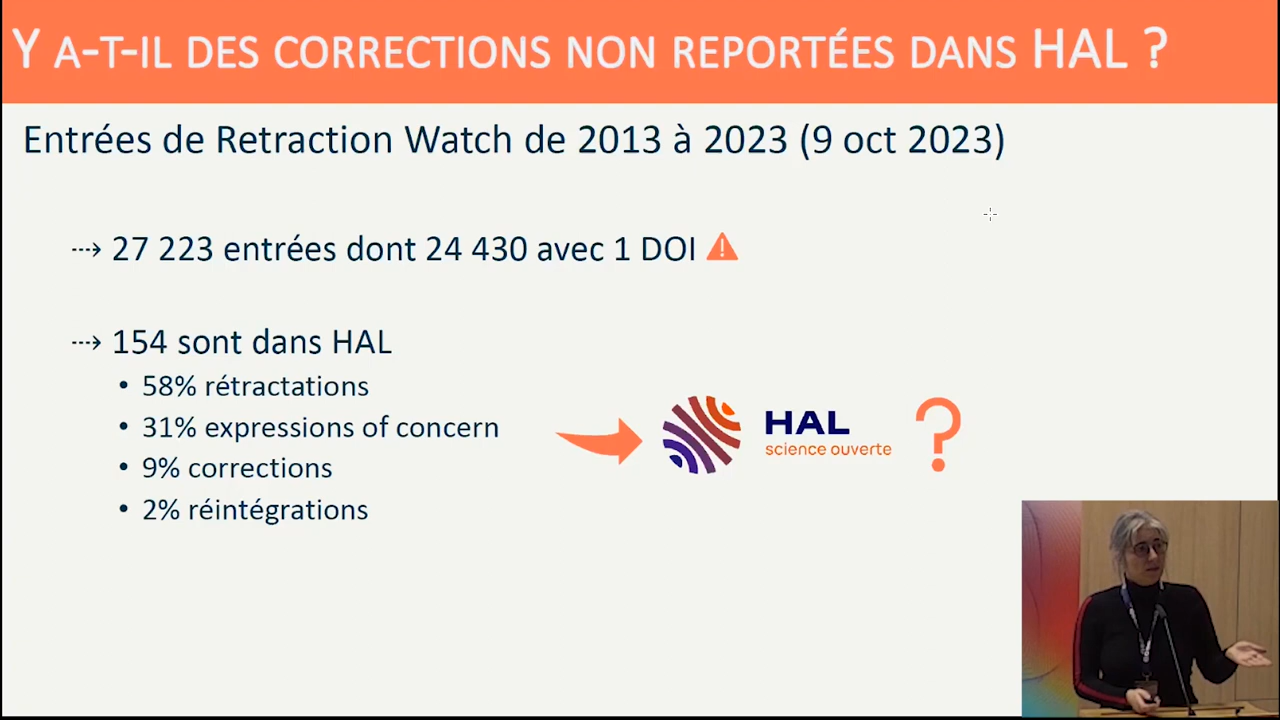 Y A-T-IL DES CORRECTIONS NON REPORTÉES DANS HAL ?
Entrées de Retraction Watch de 2013 à 2023 (9 oct 2023)
⇢ 27 223 entrées dont 24 430 avec 1 DOI
⇢ 154 sont dans HAL
• 58% rétractations
• 31% expressions of concern
• 9% corrections
• 2% réintégrations
HAL
science ouverte
?